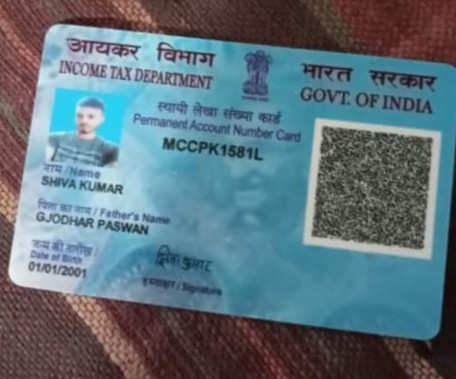 आयकर विभाग
INCOME TAX DEPARTMENT
भारत सरकार
GOVT. OF INDIA
स्थायी लेखा संख्या कार्ड
Permanent Account Number Card
MCCPK1581L
नाम / Name
SHIVA KUMAR
पिता का नाम / Father's Name
GJODHAR PASWAN
जन्म की तारीख
Date of Birth
01/01/2001
हस्ताक्षर / Signature